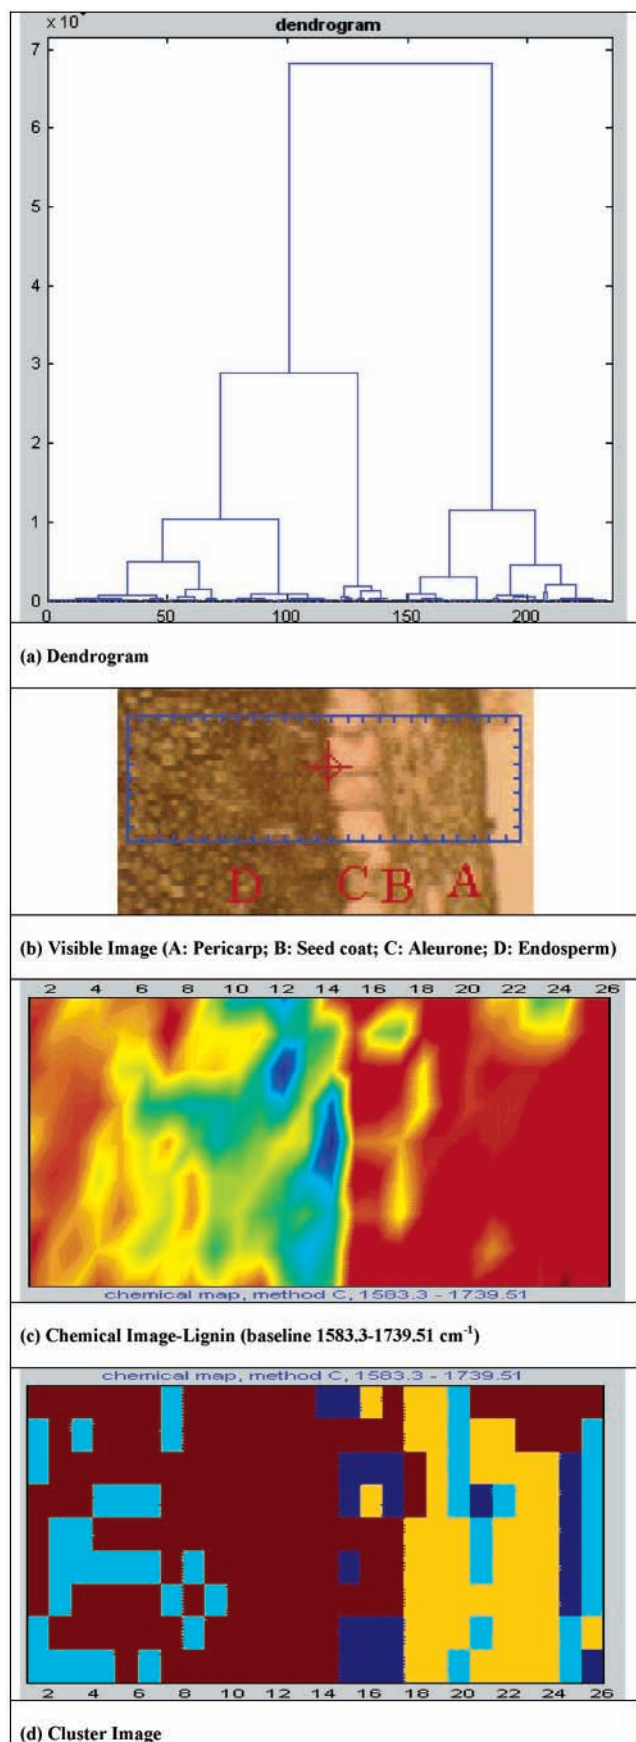 x 10
dendrogram
7
6
5
4
3
2
1
0
0 50 100 150 200
(a) Dendrogram
D C B A
(b) Visible Image (A: Pericarp; B: Seed coat; C: Aleurone; D: Endosperm)
2 4 6 8 10 12 14 16 18 20 22 24 26
chemical map, method C, 1583.3 - 1739.51
(c) Chemical Image-Lignin (baseline 1583.3-1739.51 cm⁻¹)
chemical map, method C, 1583.3 - 1739.51
2 4 6 8 10 12 14 16 18 20 22 24 26
(d) Cluster Image